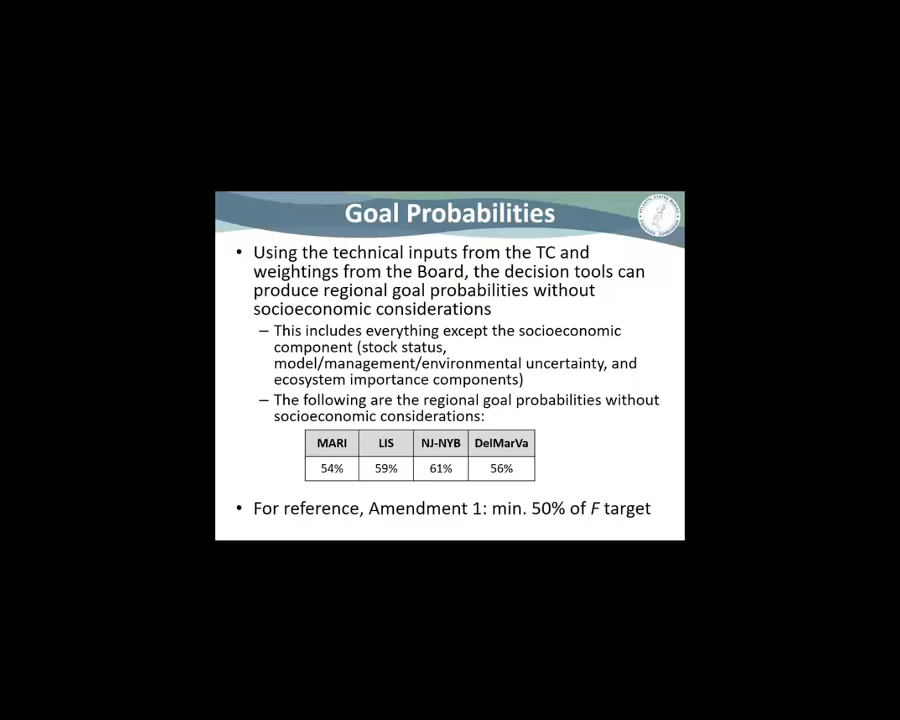 Goal Probabilities
• Using the technical inputs from the TC and
weightings from the Board, the decision tools can
produce regional goal probabilities without
socioeconomic considerations
– This includes everything except the socioeconomic
component (stock status,
model/management/environmental uncertainty, and
ecosystem importance components)
– The following are the regional goal probabilities without
socioeconomic considerations:
MARI LIS NJ-NYB DelMarVa
54% 59% 61% 56%
• For reference, Amendment 1: min. 50% of F target